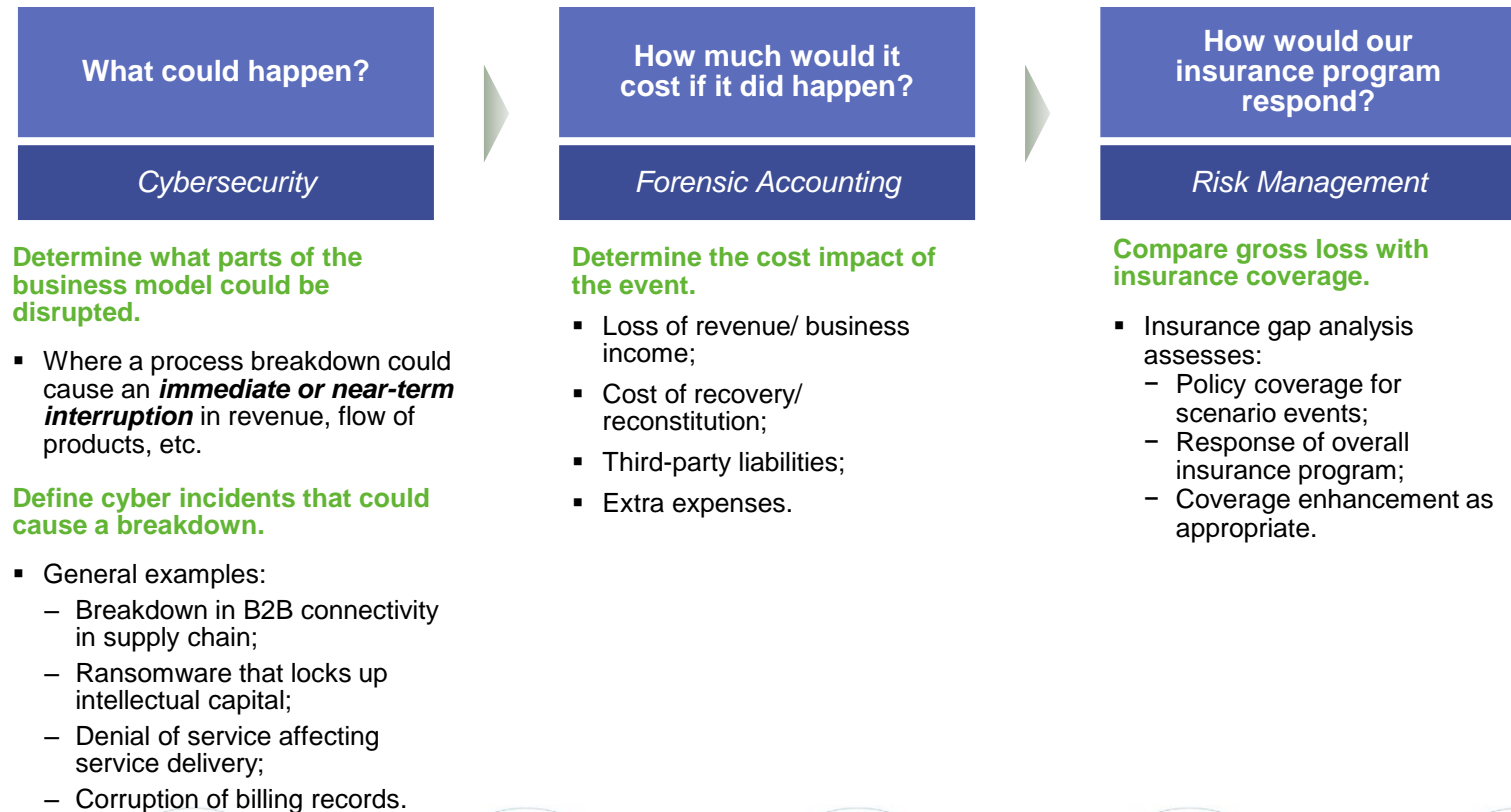 What could happen?
Cybersecurity
Determine what parts of the
business model could be
disrupted.
▪ Where a process breakdown could
cause an immediate or near-term
interruption in revenue, flow of
products, etc.
Define cyber incidents that could
cause a breakdown.
▪ General examples:
– Breakdown in B2B connectivity
in supply chain;
– Ransomware that locks up
intellectual capital;
– Denial of service affecting
service delivery;
– Corruption of billing records.
How much would it
cost if it did happen?
Forensic Accounting
Determine the cost impact of
the event.
▪ Loss of revenue/ business
income;
▪ Cost of recovery/
reconstitution;
▪ Third-party liabilities;
▪ Extra expenses.
How would our
insurance program
respond?
Risk Management
Compare gross loss with
insurance coverage.
▪ Insurance gap analysis
assesses:
− Policy coverage for
scenario events;
− Response of overall
insurance program;
− Coverage enhancement as
appropriate.